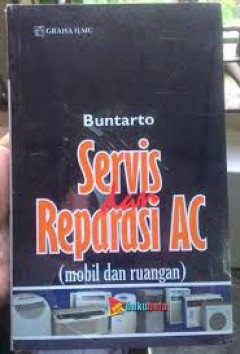 GRAHA ILMU
Buntarto
Servis
dan
Reparasi AC
(mobil dan ruangan)
bukubeta